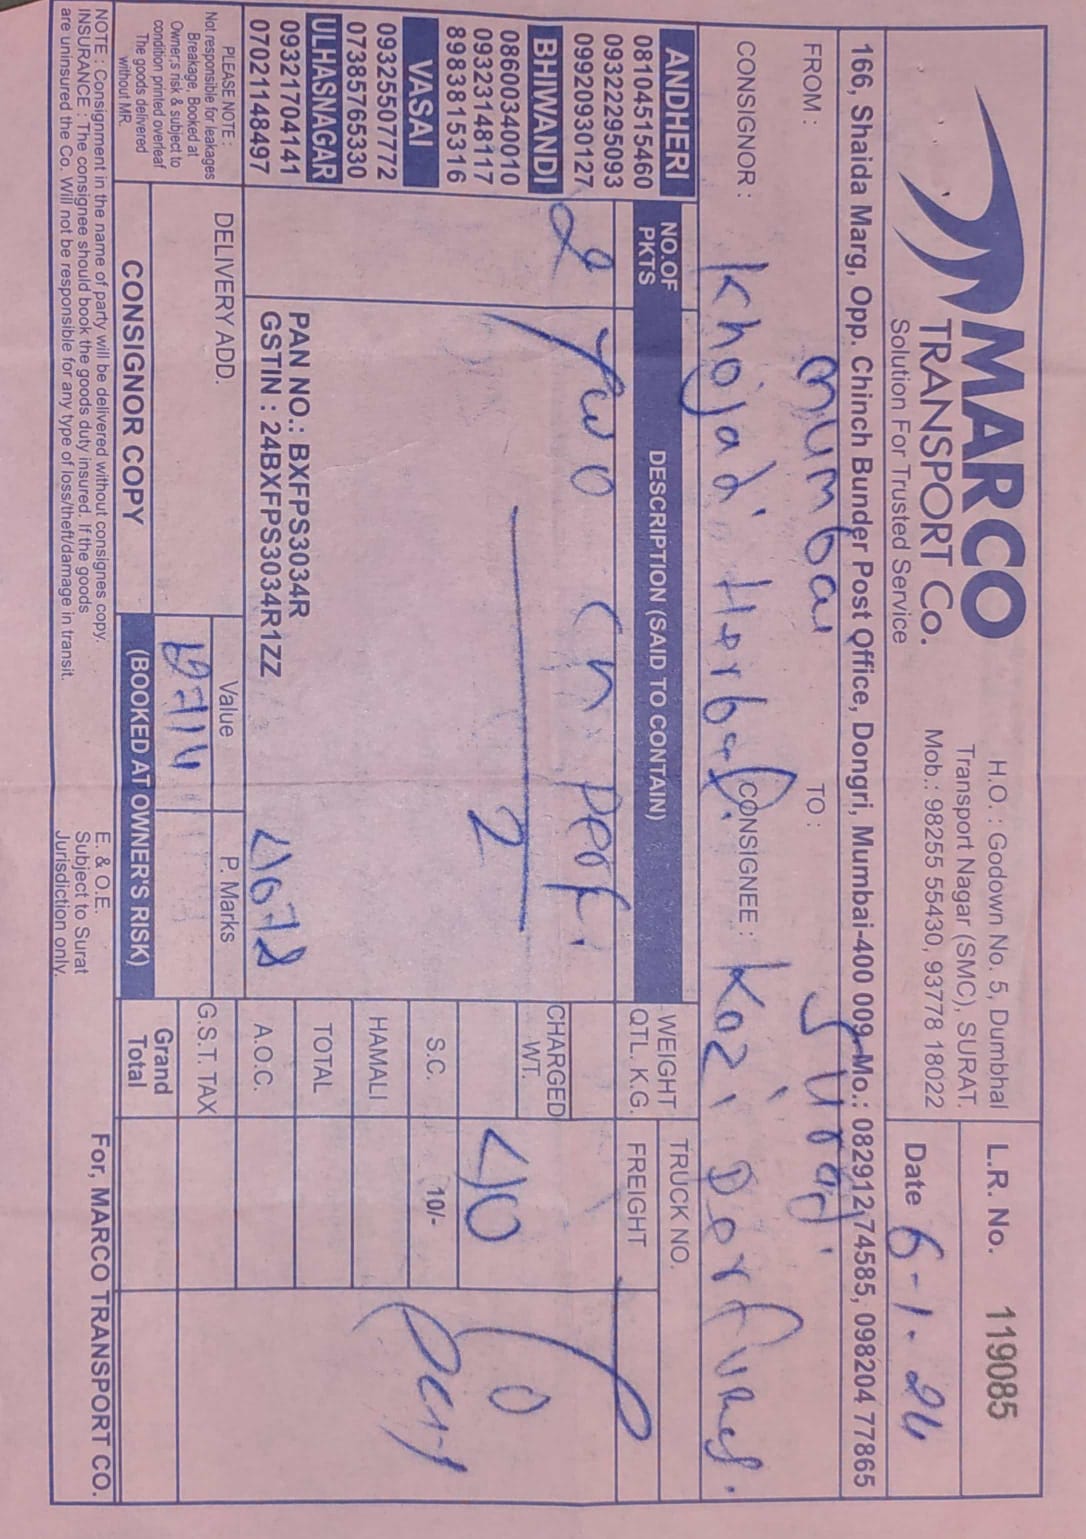 MARCO
TRANSPORT Co.
Solution For Trusted Service
H.O. : Godown No. 5, Dumbhal
Transport Nagar (SMC), SURAT.
Mob.: 98255 55430, 93778 18022
L.R. No. 119085
Date 6-1-24
166, Shaida Marg, Opp. Chinch Bunder Post Office, Dongri, Mumbai-400 009 Mo.: 082912 74585, 098204 77865
FROM : mumbai TO : Surat.
CONSIGNOR : Khojati Herbal. CONSIGNEE : Kazi Perfumes.
ANDHERI
08104515460
09322295093
09920930127
BHIWANDI
08600340010
09322314 8117
8983815316
VASAI
09325507772
07385765330
ULHASNAGAR
09321704141
07021148497
NO.OF PKTS
DESCRIPTION (SAID TO CONTAIN)
WEIGHT
QTL. K.G.
TRUCK NO.
FREIGHT
2 Two
2
CHARGED WT.
S.C. 10/-
HAMALI
TOTAL
A.O.C.
G.S.T. TAX
Grand Total
PAN NO.: BXFPS3034R
GSTIN : 24BXFPS3034R1ZZ
PLEASE NOTE :
Not responsible for leakages
Breakage, Booked at
Owner,s risk & subject to
condition printed overleaf
The goods delivered
without MR.
DELIVERY ADD.
Value
P. Marks
CONSIGNOR COPY
(BOOKED AT OWNER'S RISK)
NOTE : Consignment in the name of party will be delivered without consignes copy.
INSURANCE : The consignee should book the goods duty insured. If the goods
are uninsured the Co. Will not be responsible for any type of loss/theft/damage in transit.
E. & O.E.
Subject to Surat
Jurisdiction only.
For, MARCO TRANSPORT CO.